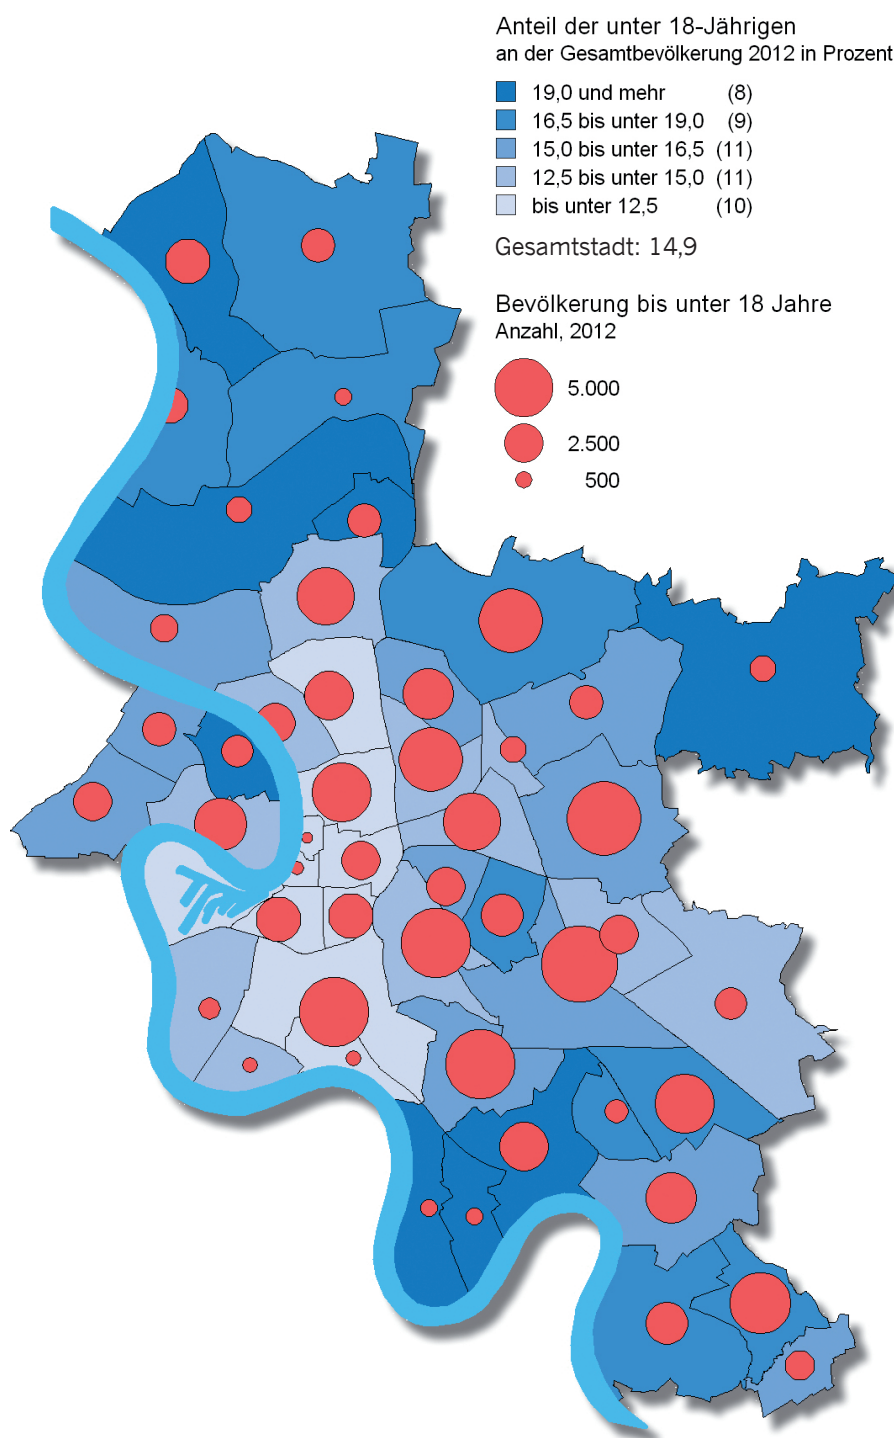 Anteil der unter 18-Jährigen
an der Gesamtbevölkerung 2012 in Prozent
19,0 und mehr (8)
16,5 bis unter 19,0 (9)
15,0 bis unter 16,5 (11)
12,5 bis unter 15,0 (11)
bis unter 12,5 (10)
Gesamtstadt: 14,9
Bevölkerung bis unter 18 Jahre
Anzahl, 2012
5.000
2.500
500